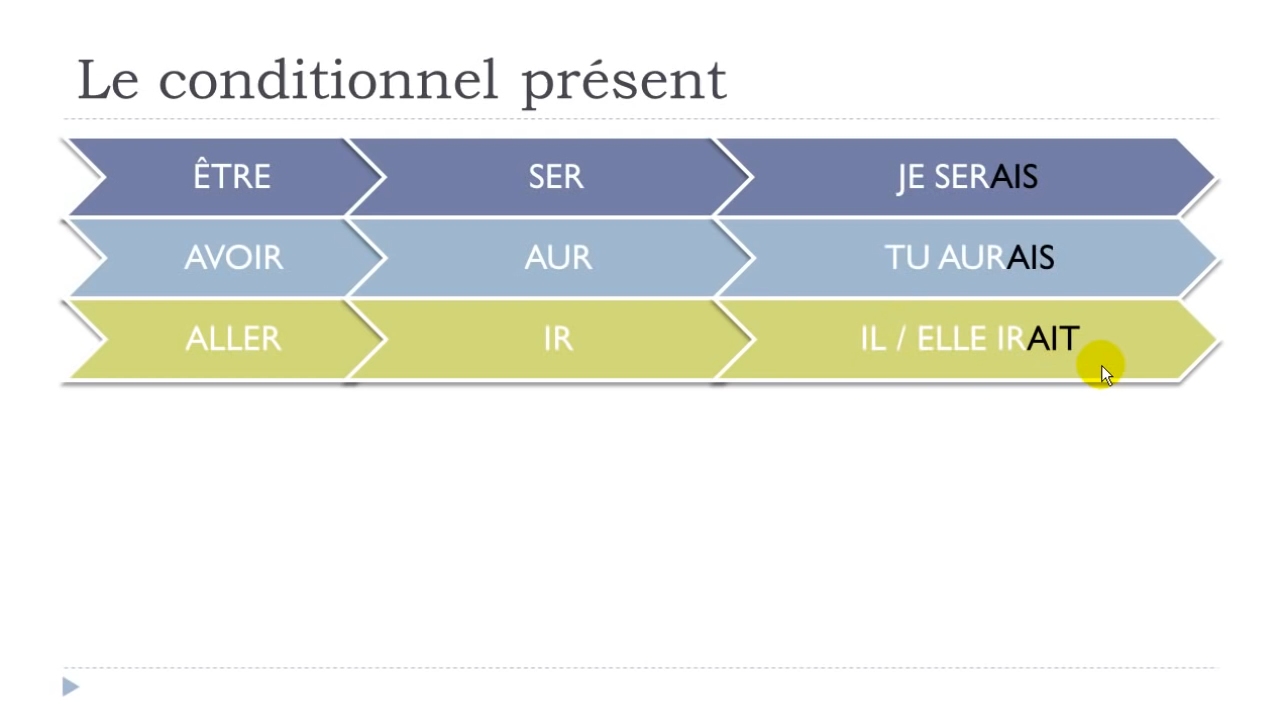 Le conditionnel présent
ÊTRE SER JE SERAIS
AVOIR AUR TU AURAIS
ALLER IR IL / ELLE IRAIT